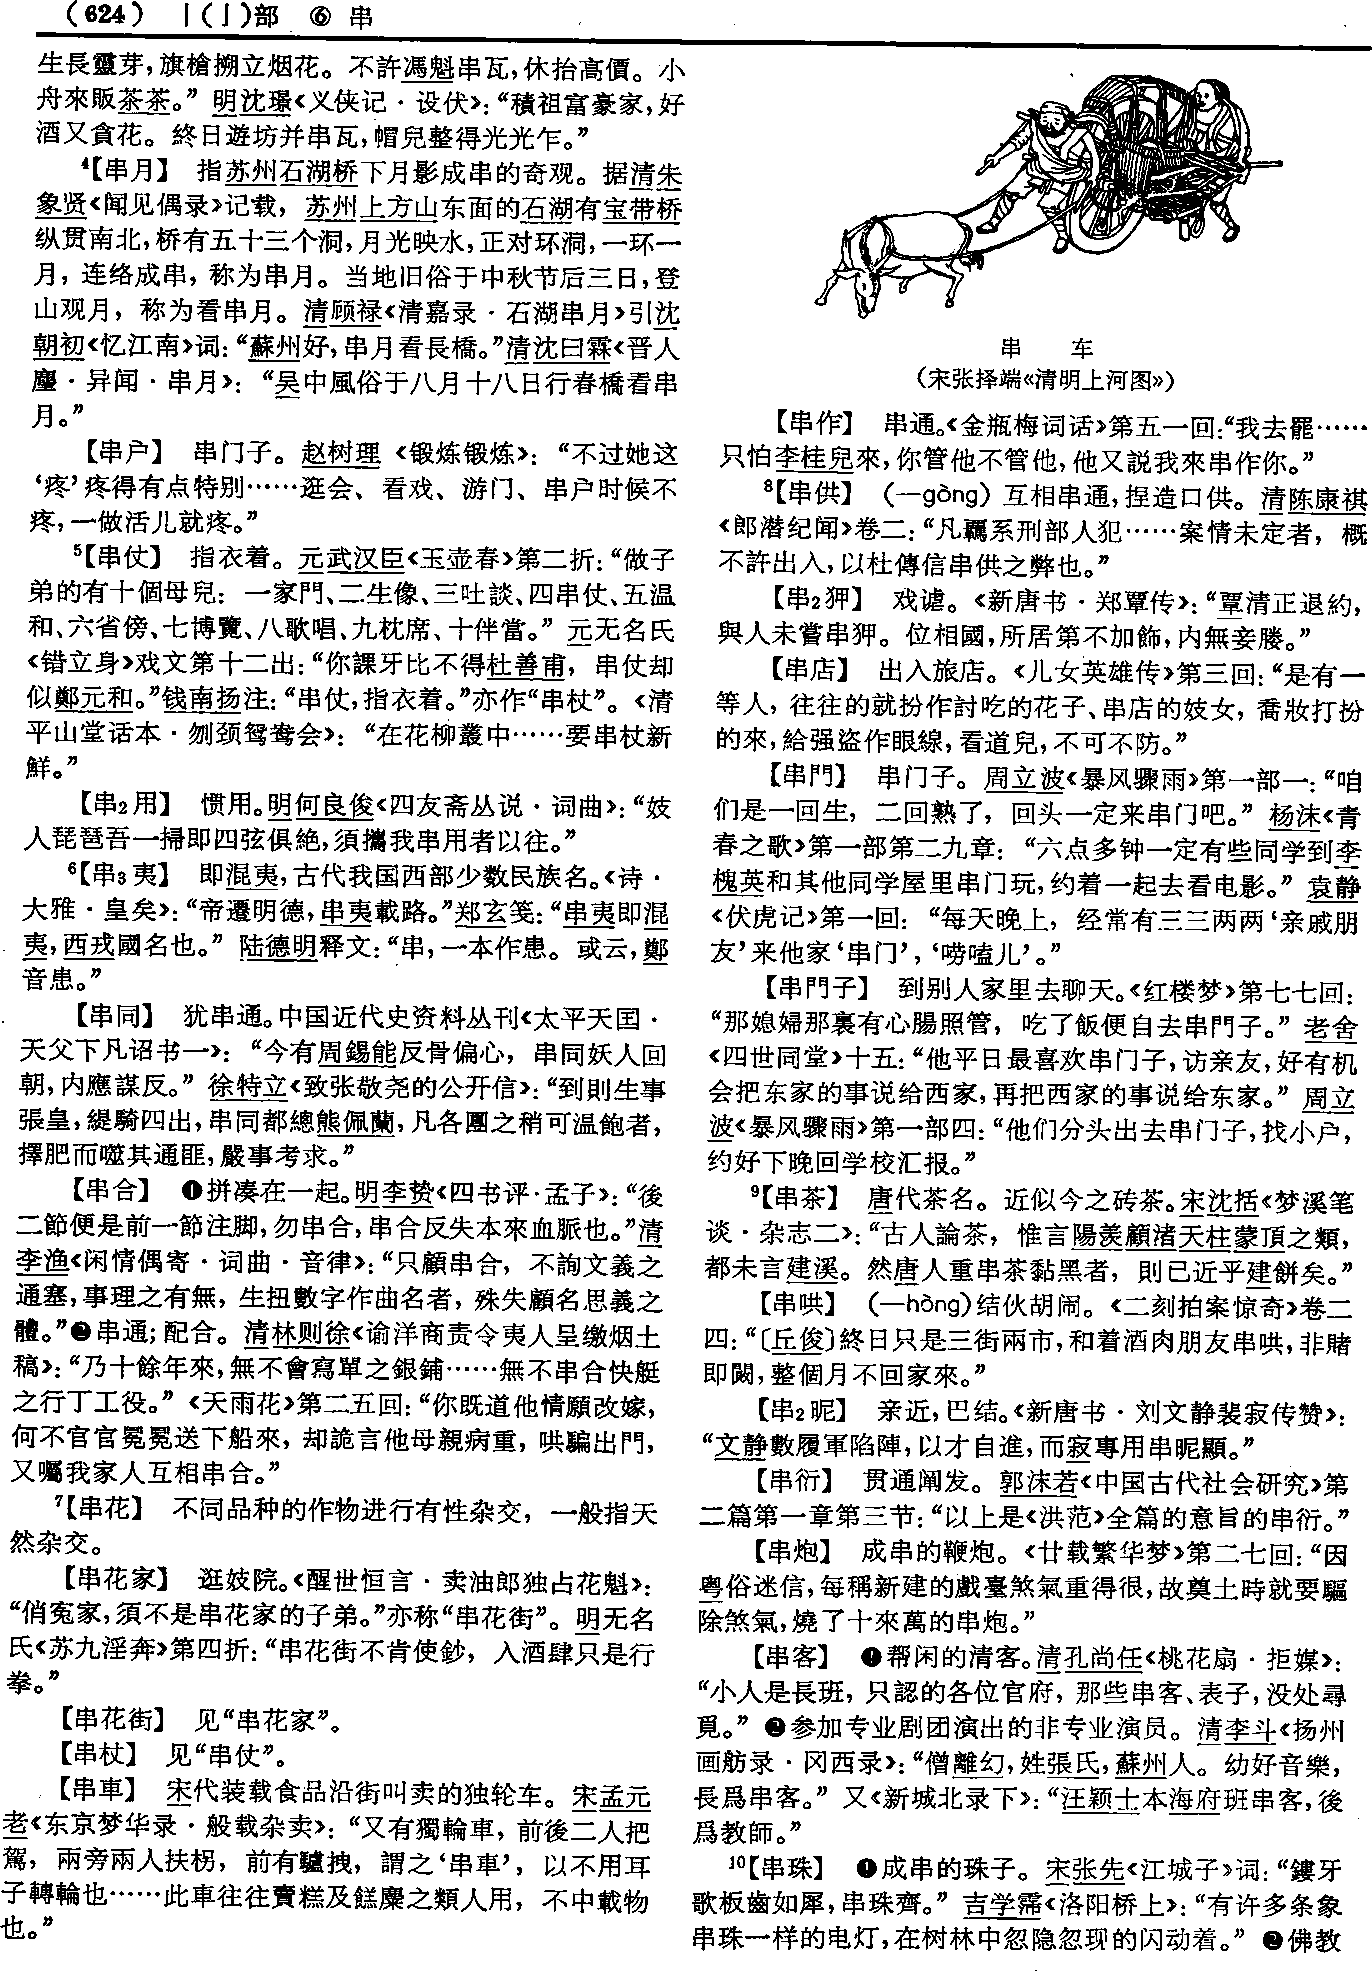 （624） 丨（亅）部 ⑥ 串
生長靈芽，旗槍搠立烟花。不許馮魁串瓦，休抬高價。小
舟來販茶茶。”明沈璟《义侠记·设伏》：“積祖富豪家，好
酒又貪花。終日遊坊并串瓦，帽兒整得光光乍。”
⁴【串月】 指苏州石湖桥下月影成串的奇观。据清朱
象贤《闻见偶录》记载，苏州上方山东面的石湖有宝带桥
纵贯南北，桥有五十三个洞，月光映水，正对环洞，一环一
月，连络成串，称为串月。当地旧俗于中秋节后三日，登
山观月，称为看串月。清顾禄《清嘉录·石湖串月》引沈
朝初《忆江南》词：“蘇州好，串月看長橋。”清沈曰霖《晋人
麈·异闻·串月》：“吴中風俗于八月十八日行春橋看串
月。”
【串户】 串门子。赵树理《锻炼锻炼》：“不过她这
‘疼’疼得有点特别……逛会、看戏、游门、串户时候不
疼，一做活儿就疼。”
⁵【串仗】 指衣着。元武汉臣《玉壶春》第二折：“做子
弟的有十個母兒：一家門、二生像、三吐談、四串仗、五温
和、六省傍、七博覽、八歌唱、九枕席、十伴當。”元无名氏
《错立身》戏文第十二出：“你課牙比不得杜善甫，串仗却
似鄭元和。”钱南扬注：“串仗，指衣着。”亦作“串杖”。《清
平山堂话本·刎颈鸳鸯会》：“在花柳叢中……要串杖新
鮮。”
【串₂用】 惯用。明何良俊《四友斋丛说·词曲》：“妓
人琵琶吾一掃即四弦俱絶，須攜我串用者以往。”
⁶【串₃夷】 即混夷，古代我国西部少数民族名。《诗·
大雅·皇矣》：“帝遷明德，串夷載路。”郑玄笺：“串夷即混
夷，西戎國名也。”陆德明释文：“串，一本作患。或云，鄭
音患。”
【串同】 犹串通。中国近代史资料丛刊《太平天囯·
天父下凡诏书一》：“今有周錫能反骨偏心，串同妖人回
朝，内應謀反。”徐特立《致张敬尧的公开信》：“到則生事
張皇，緹騎四出，串同都總熊佩蘭，凡各團之稍可温飽者，
擇肥而噬其通匪，嚴事考求。”
【串合】 ❶拼凑在一起。明李贽《四书评·孟子》：“後
二節便是前一節注脚，勿串合，串合反失本來血脈也。”清
李渔《闲情偶寄·词曲·音律》：“只顧串合，不詢文義之
通塞，事理之有無，生扭數字作曲名者，殊失顧名思義之
體。”❷串通；配合。清林则徐《谕洋商责令夷人呈缴烟土
稿》：“乃十餘年來，無不會寫單之銀鋪……無不串合快艇
之行丁工役。”《天雨花》第二五回：“你既道他情願改嫁，
何不官官冕冕送下船來，却詭言他母親病重，哄騙出門，
又囑我家人互相串合。”
⁷【串花】 不同品种的作物进行有性杂交，一般指天
然杂交。
【串花家】 逛妓院。《醒世恒言·卖油郎独占花魁》：
“俏冤家，須不是串花家的子弟。”亦称“串花街”。明无名
氏《苏九淫奔》第四折：“串花街不肯使鈔，入酒肆只是行
拳。”
【串花街】 见“串花家”。
【串杖】 见“串仗”。
【串車】 宋代装载食品沿街叫卖的独轮车。宋孟元
老《东京梦华录·般载杂卖》：“又有獨輪車，前後二人把
駕，兩旁兩人扶枴，前有驢拽，謂之‘串車’，以不用耳
子轉輪也……此車往往賣糕及餻麋之類人用，不中載物
也。”
串 车
（宋张择端《清明上河图》）
【串作】 串通。《金瓶梅词话》第五一回：“我去罷……
只怕李桂兒來，你管他不管他，他又説我來串作你。”
⁸【串供】 （—gòng）互相串通，捏造口供。清陈康祺
《郎潜纪闻》卷二：“凡羈系刑部人犯……案情未定者，概
不許出入，以杜傳信串供之弊也。”
【串₂狎】 戏谑。《新唐书·郑覃传》：“覃清正退約，
與人未嘗串狎。位相國，所居第不加飾，内無妾媵。”
【串店】 出入旅店。《儿女英雄传》第三回：“是有一
等人，往往的就扮作討吃的花子、串店的妓女，喬妝打扮
的來，給强盜作眼線，看道兒，不可不防。”
【串門】 串门子。周立波《暴风骤雨》第一部一：“咱
们是一回生，二回熟了，回头一定来串门吧。”杨沫《青
春之歌》第一部第二九章：“六点多钟一定有些同学到李
槐英和其他同学屋里串门玩，约着一起去看电影。”袁静
《伏虎记》第一回：“每天晚上，经常有三三两两‘亲戚朋
友’来他家‘串门’，‘唠嗑儿’。”
【串門子】 到别人家里去聊天。《红楼梦》第七七回：
“那媳婦那裏有心腸照管，吃了飯便自去串門子。”老舍
《四世同堂》十五：“他平日最喜欢串门子，访亲友，好有机
会把东家的事说给西家，再把西家的事说给东家。”周立
波《暴风骤雨》第一部四：“他们分头出去串门子，找小户，
约好下晚回学校汇报。”
⁹【串茶】 唐代茶名。近似今之砖茶。宋沈括《梦溪笔
谈·杂志二》：“古人論茶，惟言陽羨顧渚天柱蒙頂之類，
都未言建溪。然唐人重串茶黏黑者，則已近乎建餅矣。”
【串哄】 （—hòng）结伙胡闹。《二刻拍案惊奇》卷二
四：“〔丘俊〕終日只是三街兩市，和着酒肉朋友串哄，非賭
即闝，整個月不回家來。”
【串₂昵】 亲近，巴结。《新唐书·刘文静裴寂传赞》：
“文静數履軍陷陣，以才自進，而寂專用串昵顯。”
【串衍】 贯通阐发。郭沫若《中国古代社会研究》第
二篇第一章第三节：“以上是《洪范》全篇的意旨的串衍。”
【串炮】 成串的鞭炮。《廿载繁华梦》第二七回：“因
粤俗迷信，每稱新建的戲臺煞氣重得很，故奠土時就要驅
除煞氣，燒了十來萬的串炮。”
【串客】 ❶帮闲的清客。清孔尚任《桃花扇·拒媒》：
“小人是長班，只認的各位官府，那些串客、表子，没处尋
覓。”❷参加专业剧团演出的非专业演员。清李斗《扬州
画舫录·冈西录》：“僧離幻，姓張氏，蘇州人。幼好音樂，
長爲串客。”又《新城北录下》：“汪颖士本海府班串客，後
爲教師。”
¹⁰【串珠】 ❶成串的珠子。宋张先《江城子》词：“鏤牙
歌板齒如犀，串珠齊。”吉学霈《洛阳桥上》：“有许多条象
串珠一样的电灯，在树林中忽隐忽现的闪动着。”❷佛教